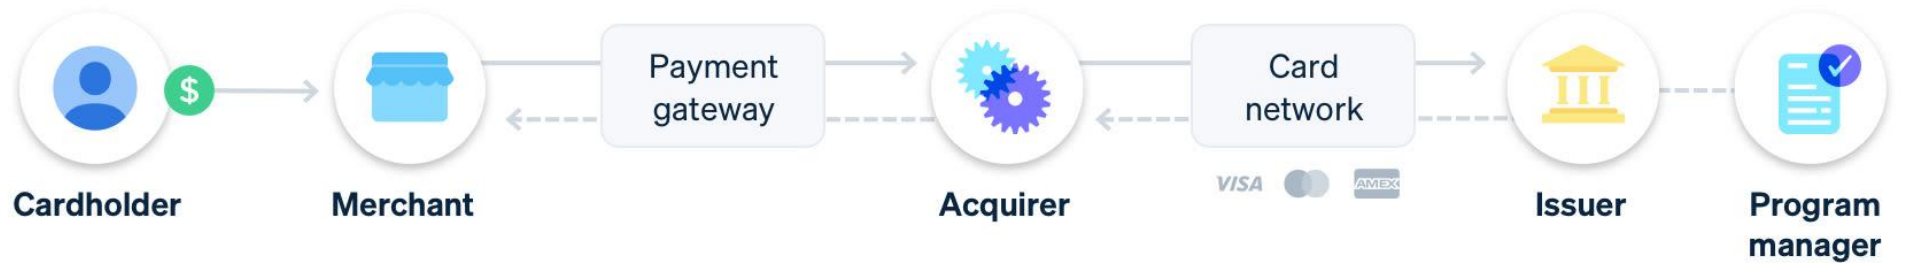 $
Payment
gateway
Card
network
VISA
AMEX
Cardholder
Merchant
Acquirer
Issuer
Program
manager